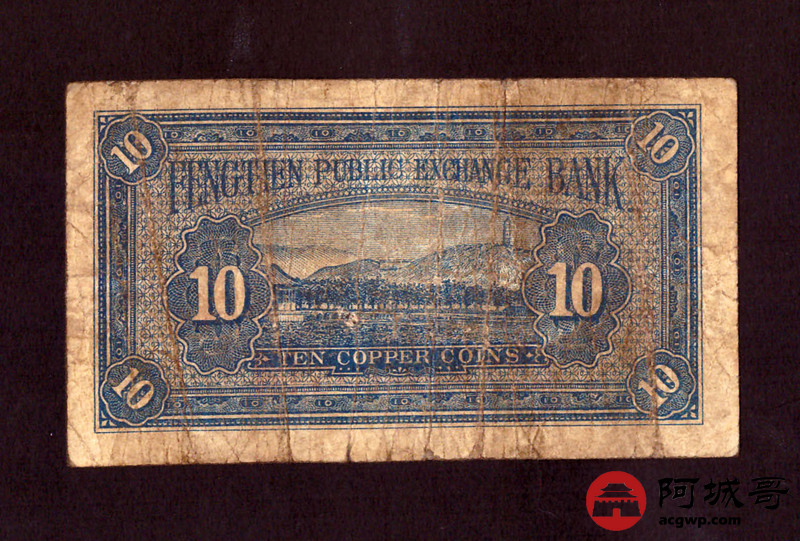 10 10
FENGTIEN PUBLIC EXCHANGE BANK
10 10
TEN COPPER COINS
10 10
阿城哥
acgwp.com